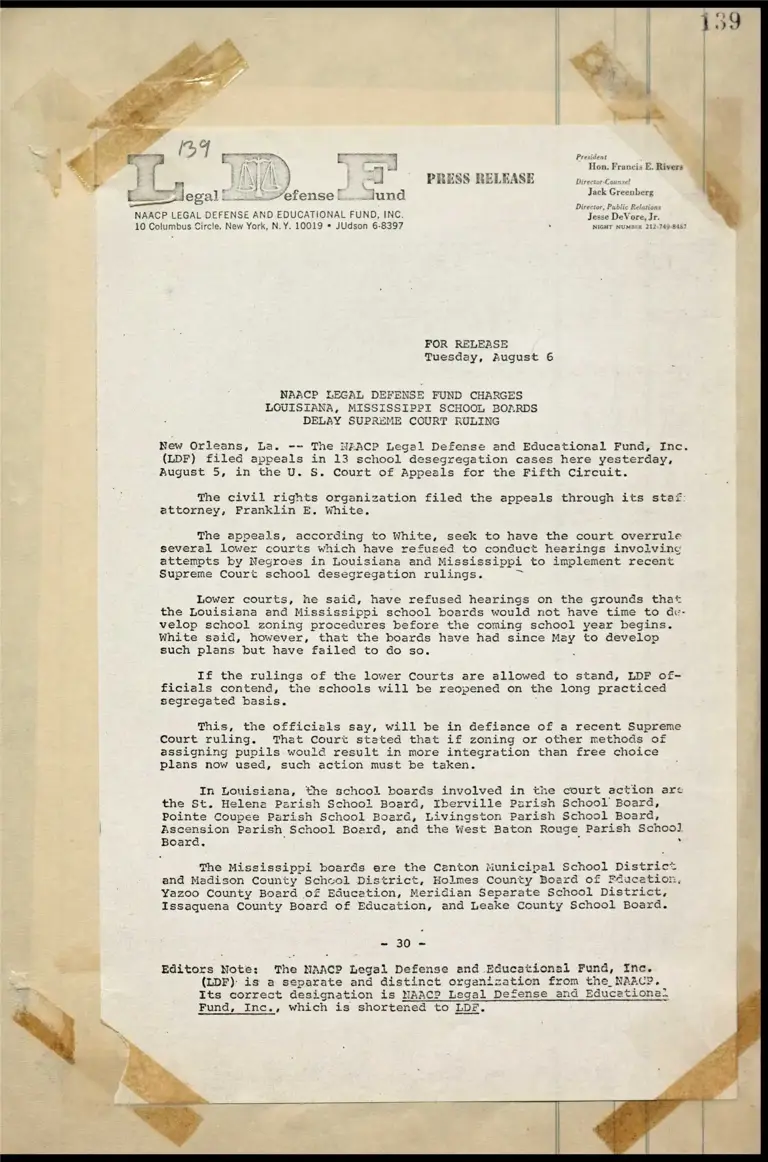 139
139
Legal Defense Fund
PRESS RELEASE
President
Hon. Francis E. Rivers
Director-Counsel
Jack Greenberg
Director, Public Relations
Jesse DeVore, Jr.
NIGHT NUMBER 212-749-8487
NAACP LEGAL DEFENSE AND EDUCATIONAL FUND, INC.
10 Columbus Circle, New York, N.Y. 10019 • JUdson 6-8397
FOR RELEASE
Tuesday, August 6
NAACP LEGAL DEFENSE FUND CHARGES
LOUISIANA, MISSISSIPPI SCHOOL BOARDS
DELAY SUPREME COURT RULING
New Orleans, La. -- The NAACP Legal Defense and Educational Fund, Inc.
(LDF) filed appeals in 13 school desegregation cases here yesterday,
August 5, in the U. S. Court of Appeals for the Fifth Circuit.
The civil rights organization filed the appeals through its staf
attorney, Franklin E. White.
The appeals, according to White, seek to have the court overrule
several lower courts which have refused to conduct hearings involving
attempts by Negroes in Louisiana and Mississippi to implement recent
Supreme Court school desegregation rulings.
Lower courts, he said, have refused hearings on the grounds that
the Louisiana and Mississippi school boards would not have time to de-
velop school zoning procedures before the coming school year begins.
White said, however, that the boards have had since May to develop
such plans but have failed to do so.
If the rulings of the lower Courts are allowed to stand, LDF of-
ficials contend, the schools will be reopened on the long practiced
segregated basis.
This, the officials say, will be in defiance of a recent Supreme
Court ruling. That Court stated that if zoning or other methods of
assigning pupils would result in more integration than free choice
plans now used, such action must be taken.
In Louisiana, the school boards involved in the court action are
the St. Helena Parish School Board, Iberville Parish School Board,
Pointe Coupee Parish School Board, Livingston Parish School Board,
Ascension Parish School Board, and the West Baton Rouge Parish School
Board.
The Mississippi boards are the Canton Municipal School District
and Madison County School District, Holmes County Board of Education,
Yazoo County Board of Education, Meridian Separate School District,
Issaquena County Board of Education, and Leake County School Board.
- 30 -
Editors Note: The NAACP Legal Defense and Educational Fund, Inc.
(LDF) is a separate and distinct organization from the NAACP.
Its correct designation is NAACP Legal Defense and Educational
Fund, Inc., which is shortened to LDF.